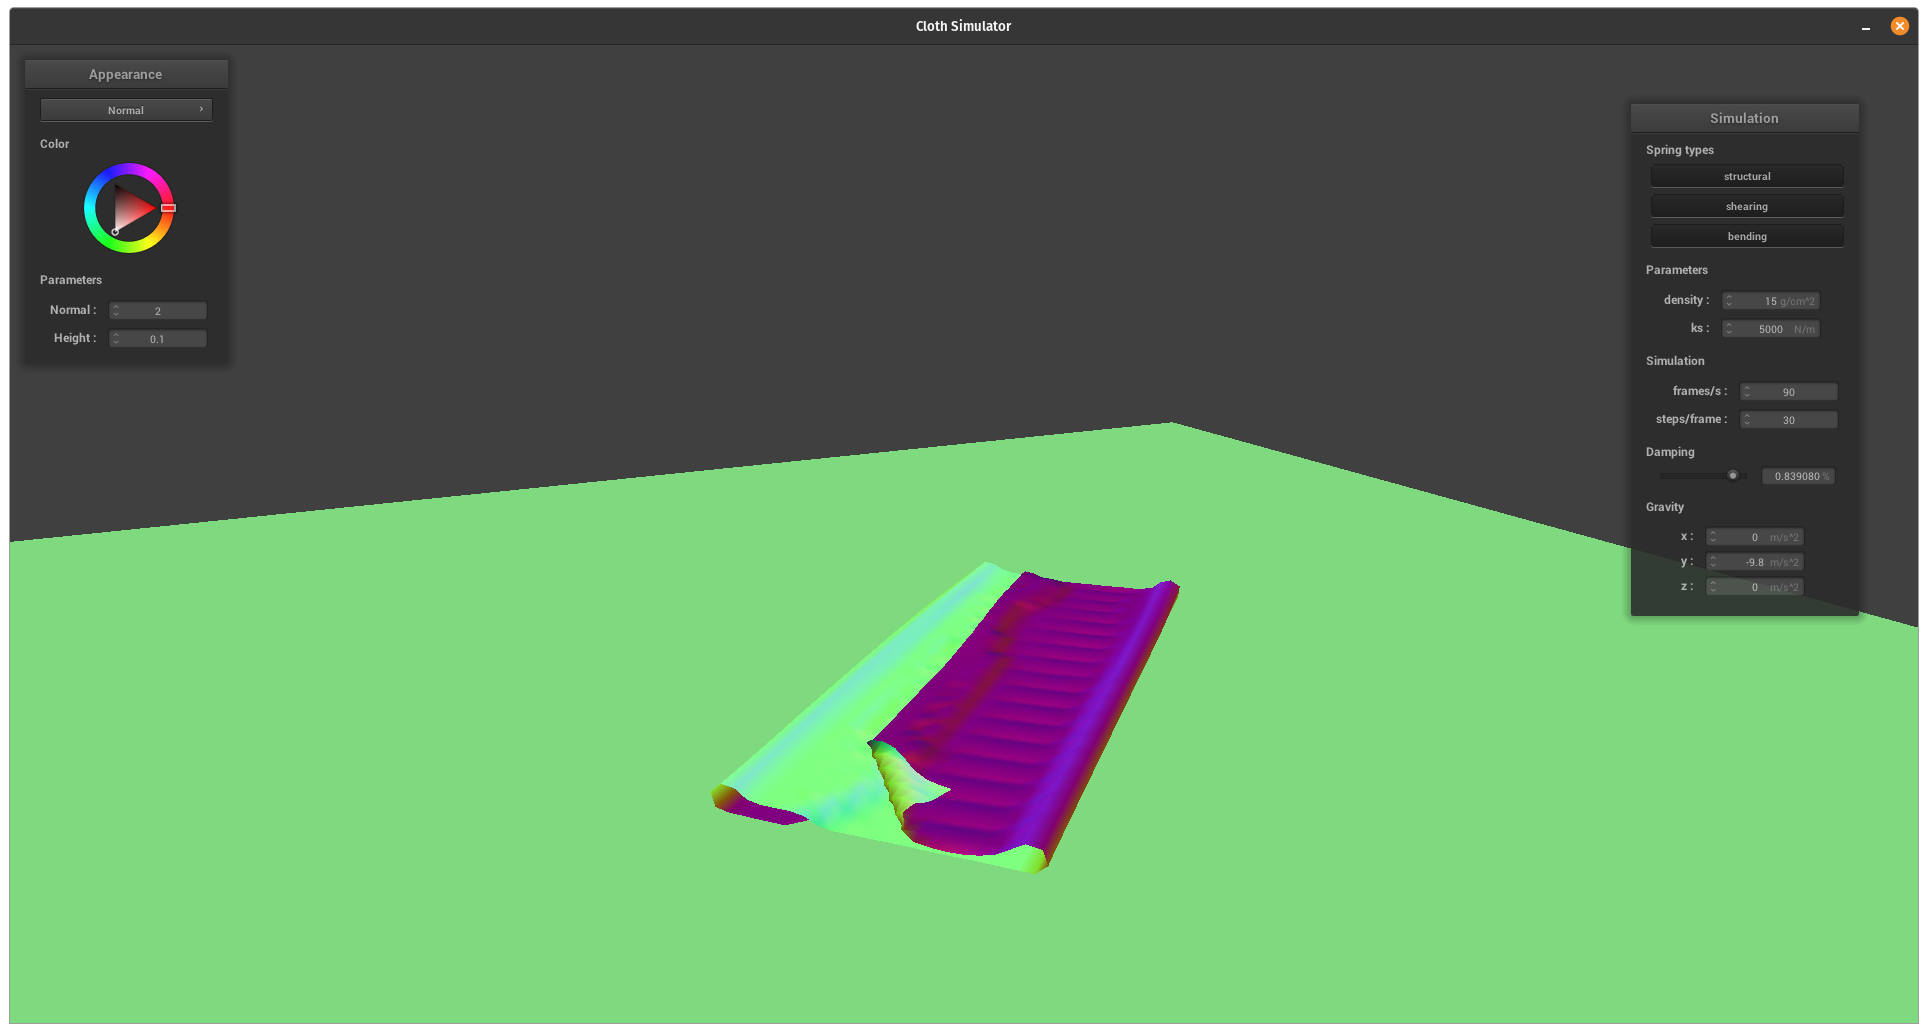 Cloth Simulator
Appearance
Normal
Color
Parameters
Normal : 2
Height : 0.1
Simulation
Spring types
structural
shearing
bending
Parameters
density : 15 g/cm^2
ks : 5000 N/m
Simulation
frames/s : 90
steps/frame : 30
Damping
0.839080 %
Gravity
x : 0 m/s^2
y : -9.8 m/s^2
z : 0 m/s^2